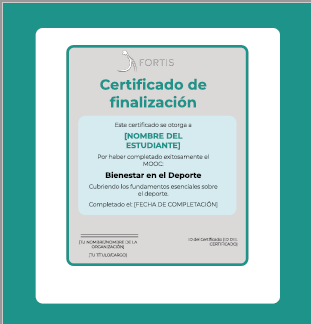 FORTIS
Certificado de
finalización
Este certificado se otorga a
[NOMBRE DEL
ESTUDIANTE]
Por haber completado exitosamente el
MOOC:
Bienestar en el Deporte
Cubriendo los fundamentos esenciales sobre
el deporte.
Completado el: [FECHA DE COMPLETACIÓN]
[TU NOMBRE/NOMBRE DE LA
ORGANIZACIÓN]
[TU TÍTULO/CARGO]
ID del Certificado: [ID DEL
CERTIFICADO]